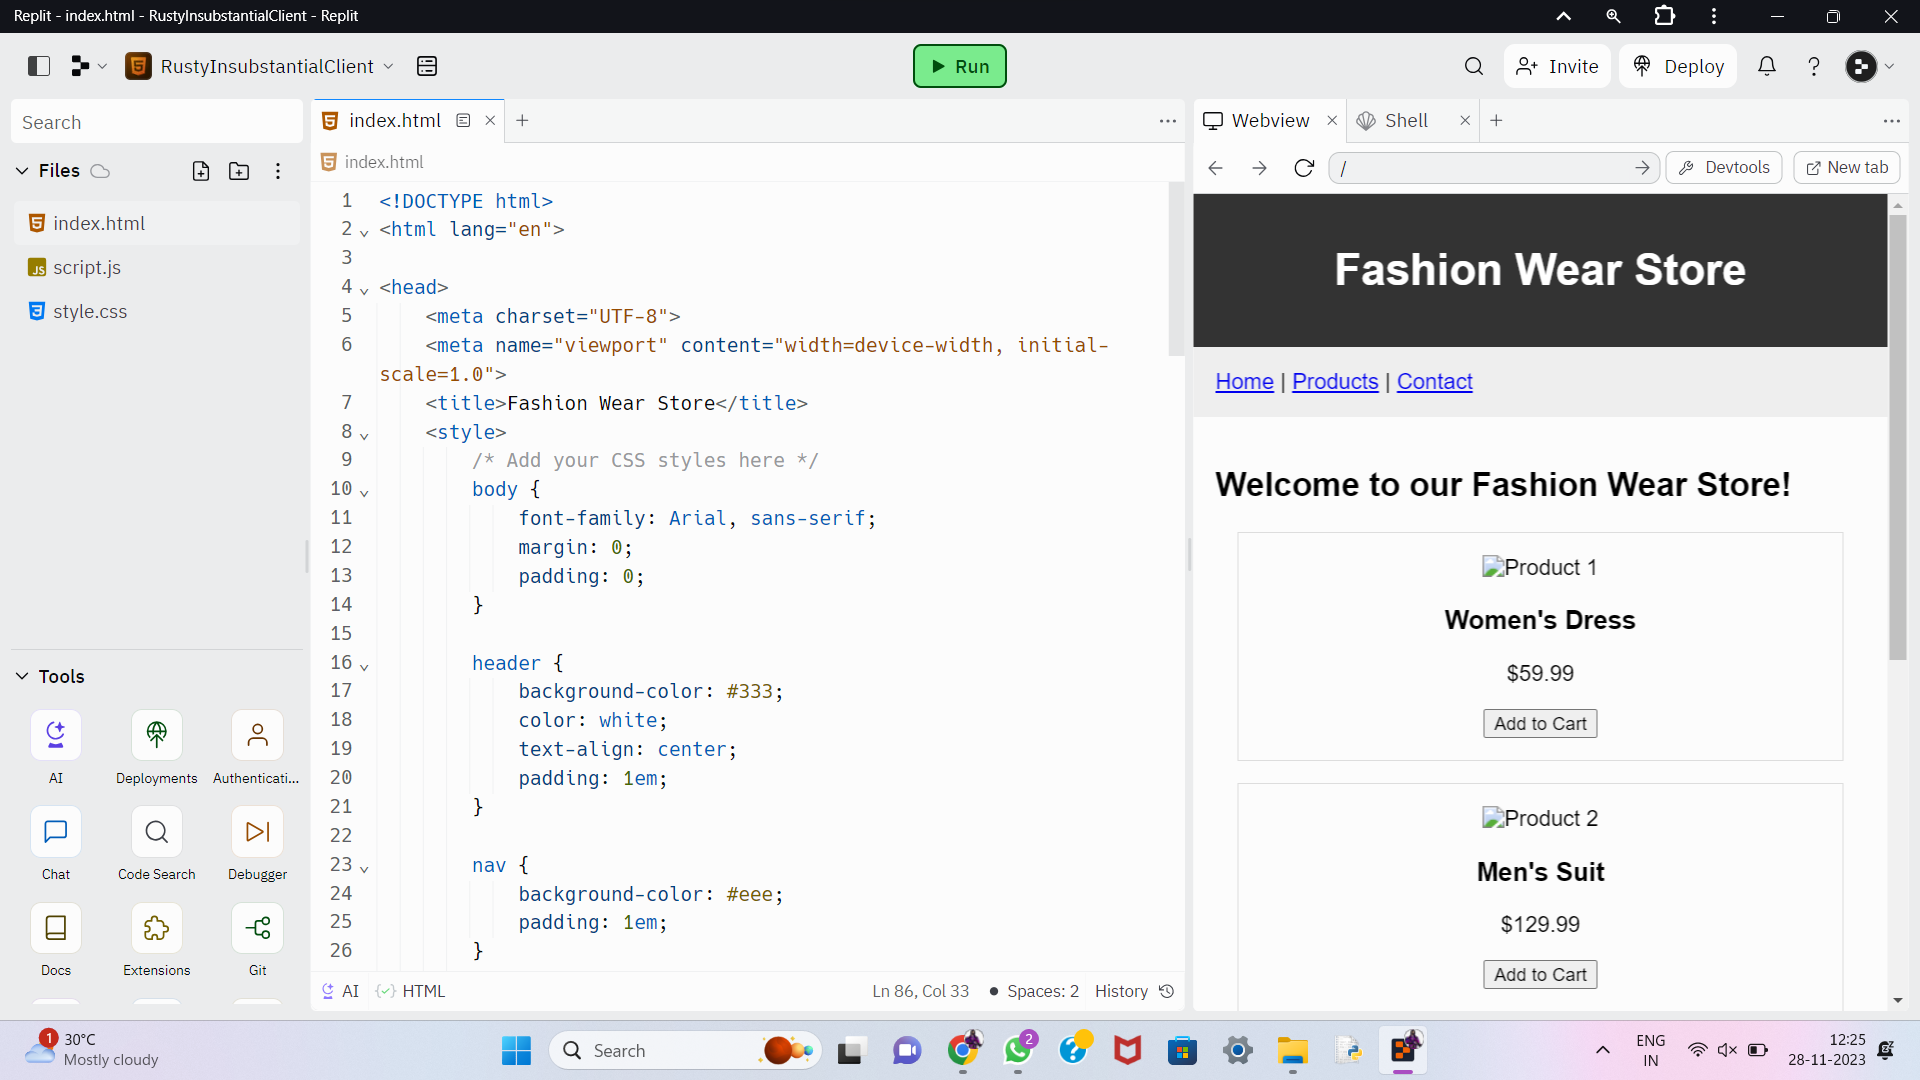 Replit - index.html - RustyInsubstantialClient - Replit
RustyInsubstantialClient
Run
Invite
Deploy
Search
Files
index.html
script.js
style.css
Tools
AI
Deployments
Authenticati...
Chat
Code Search
Debugger
Docs
Extensions
Git
index.html
index.html
1 <!DOCTYPE html>
2 <html lang="en">
3
4 <head>
5 <meta charset="UTF-8">
6 <meta name="viewport" content="width=device-width, initial-
scale=1.0">
7 <title>Fashion Wear Store</title>
8 <style>
9 /* Add your CSS styles here */
10 body {
11 font-family: Arial, sans-serif;
12 margin: 0;
13 padding: 0;
14 }
15
16 header {
17 background-color: #333;
18 color: white;
19 text-align: center;
20 padding: 1em;
21 }
22
23 nav {
24 background-color: #eee;
25 padding: 1em;
26 }
AI HTML Ln 86, Col 33 Spaces: 2 History
Webview Shell
/ Devtools New tab
Fashion Wear Store
Home | Products | Contact
Welcome to our Fashion Wear Store!
Product 1
Women's Dress
$59.99
Add to Cart
Product 2
Men's Suit
$129.99
Add to Cart
1
30°C
Mostly cloudy
Search
2
ENG
IN
12:25
28-11-2023